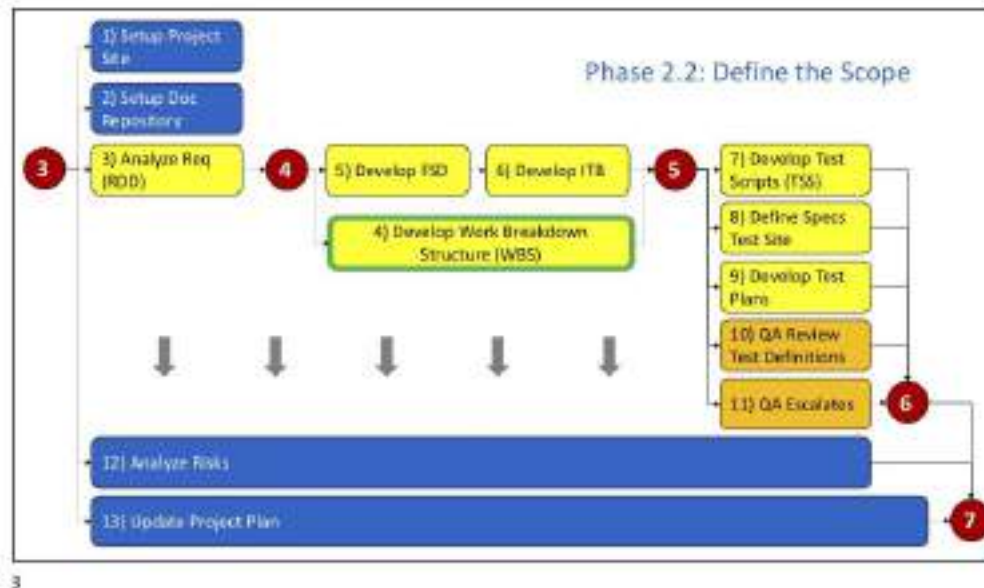 1) Setup Project
Site
Phase 2.2: Define the Scope
2) Setup Doc
Repository
3
3) Analyze Req
(RDD)
4
5) Develop FSD
6) Develop ITB
5
7) Develop Test
Scripts (TSS)
4) Develop Work Breakdown
Structure (WBS)
8) Define Specs
Test Site
9) Develop Test
Plans
10) QA Review
Test Definitions
11) QA Escalates
6
12) Analyze Risks
13) Update Project Plan
7
3